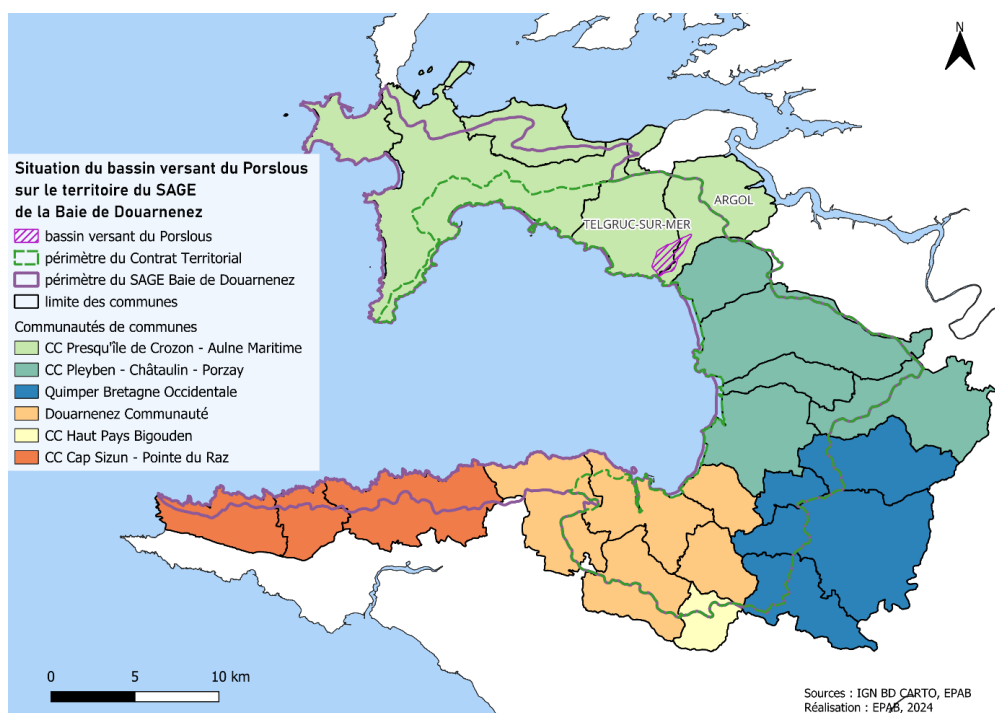 N
ARGOL
TELGRUC-SUR-MER
Situation du bassin versant du Porslous
sur le territoire du SAGE
de la Baie de Douarnenez
bassin versant du Porslous
périmètre du Contrat Territorial
périmètre du SAGE Baie de Douarnenez
limite des communes
Communautés de communes
CC Presqu'île de Crozon - Aulne Maritime
CC Pleyben - Châtaulin - Porzay
Quimper Bretagne Occidentale
Douarnenez Communauté
CC Haut Pays Bigouden
CC Cap Sizun - Pointe du Raz
0 5 10 km
Sources : IGN BD CARTO, EPAB
Réalisation : EPAB, 2024